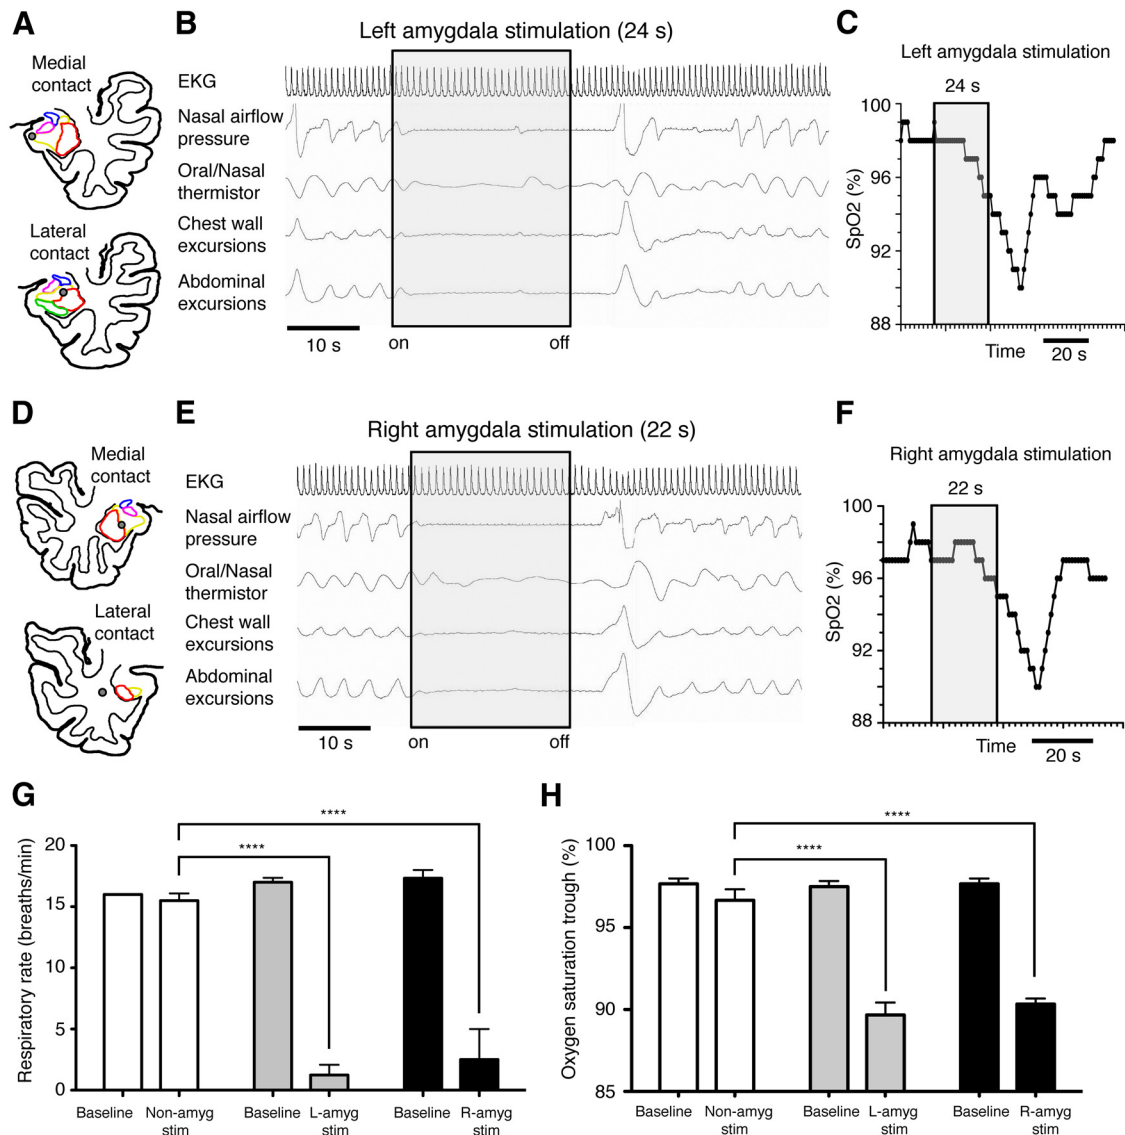 A
Medial
contact
Lateral
contact
B
Left amygdala stimulation (24 s)
EKG
Nasal airflow
pressure
Oral/Nasal
thermistor
Chest wall
excursions
Abdominal
excursions
10 s
on
off
C
Left amygdala stimulation
24 s
SpO2 (%)
100
96
92
88
Time
20 s
D
Medial
contact
Lateral
contact
E
Right amygdala stimulation (22 s)
EKG
Nasal airflow
pressure
Oral/Nasal
thermistor
Chest wall
excursions
Abdominal
excursions
10 s
on
off
F
Right amygdala stimulation
22 s
SpO2 (%)
100
96
92
88
Time
20 s
G
Respiratory rate (breaths/min)
20
15
10
5
0
****
****
Baseline
Non-amyg
stim
Baseline
L-amyg
stim
Baseline
R-amyg
stim
H
Oxygen saturation trough (%)
100
95
90
85
****
****
Baseline
Non-amyg
stim
Baseline
L-amyg
stim
Baseline
R-amyg
stim